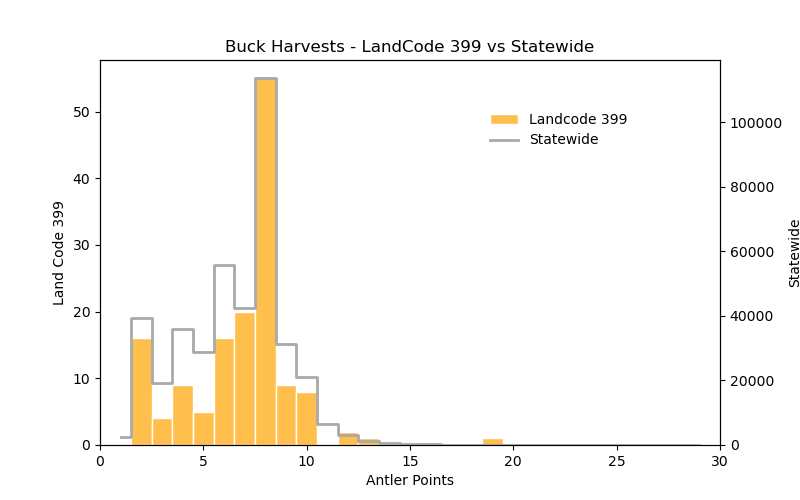 Buck Harvests - LandCode 399 vs Statewide
Landcode 399
Statewide
Land Code 399
50
40
30
20
10
0
100000
80000
60000
40000
20000
0
Statewide
0 5 10 15 20 25 30
Antler Points